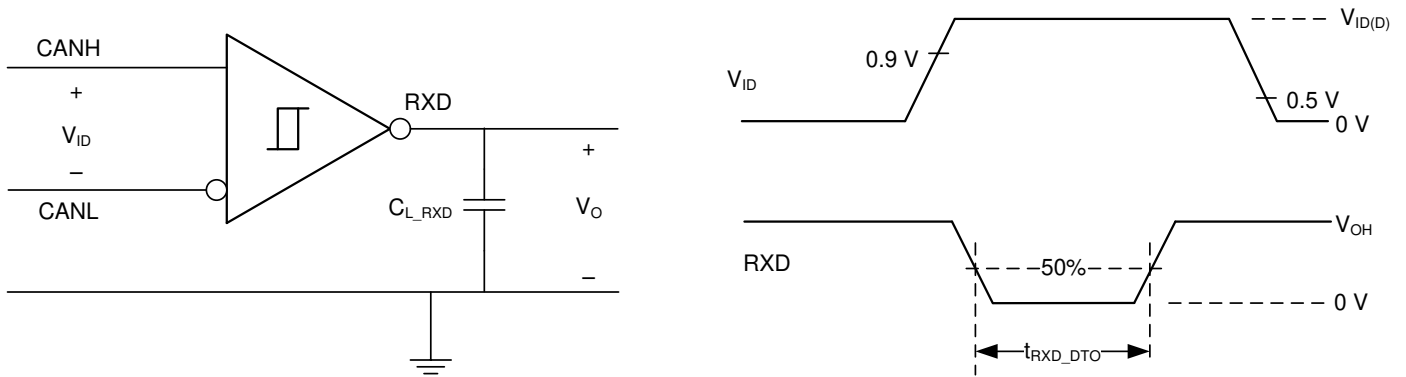 CANH
+
V_ID
–
CANL
RXD
C_L_RXD
+
V_O
–
V_ID
0.9 V
V_ID(D)
0.5 V
0 V
RXD
50%
V_OH
0 V
t_RXD_DTO